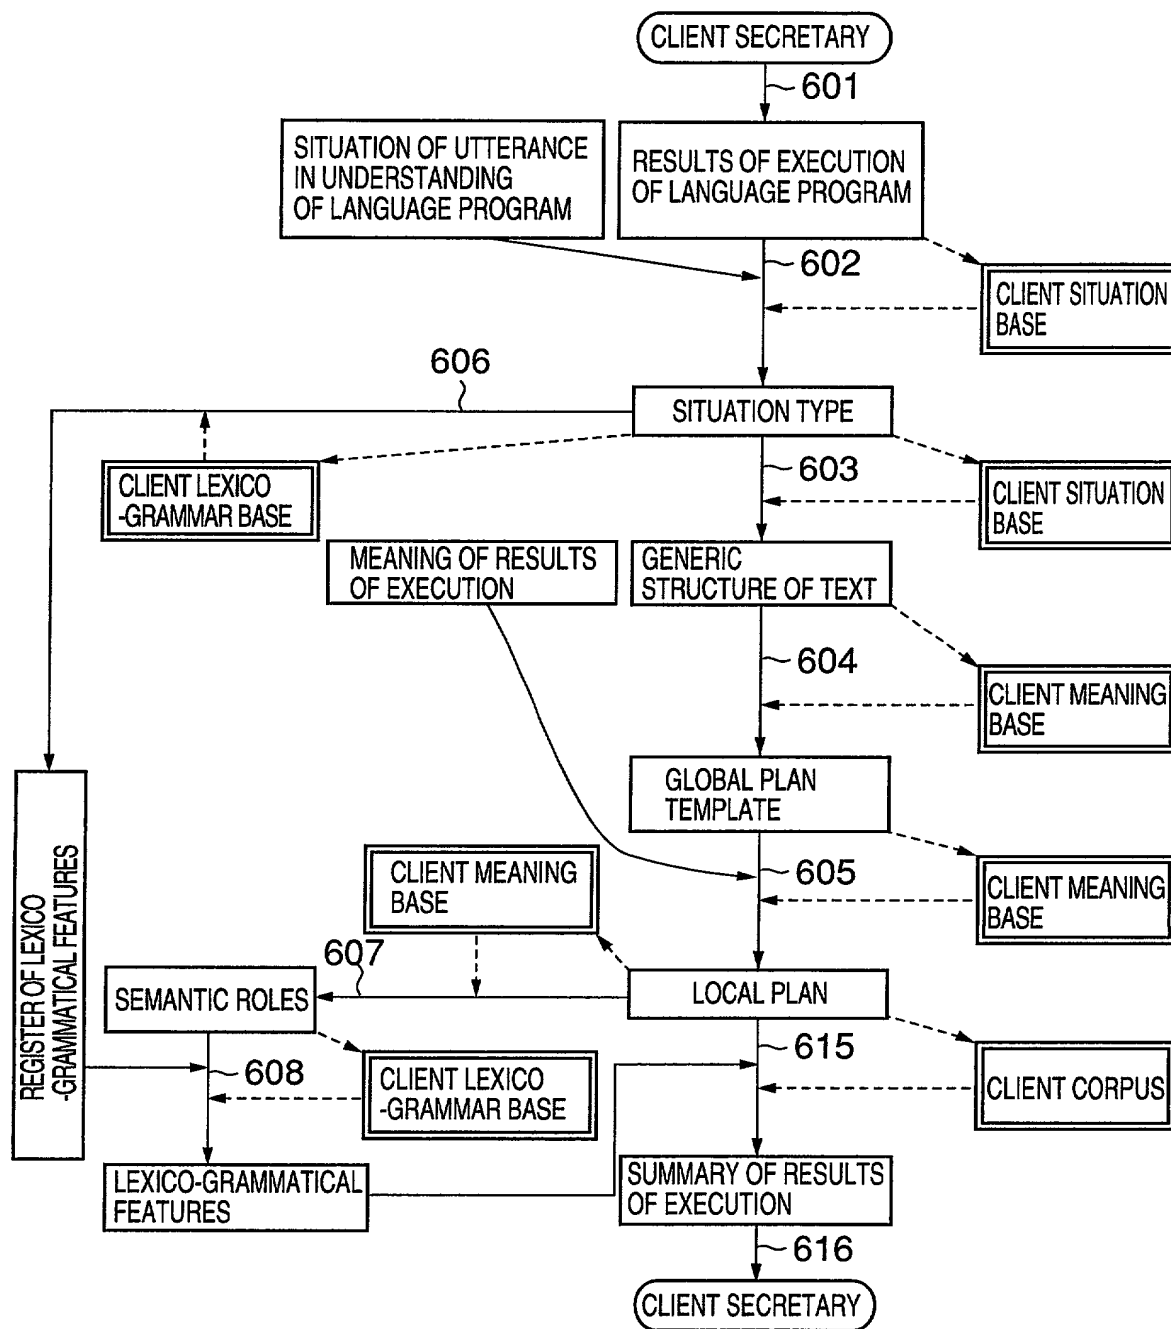 CLIENT SECRETARY
601
SITUATION OF UTTERANCE
IN UNDERSTANDING
OF LANGUAGE PROGRAM
RESULTS OF EXECUTION
OF LANGUAGE PROGRAM
602
CLIENT SITUATION
BASE
606
SITUATION TYPE
CLIENT LEXICO
-GRAMMAR BASE
603
CLIENT SITUATION
BASE
MEANING OF RESULTS
OF EXECUTION
GENERIC
STRUCTURE OF TEXT
604
CLIENT MEANING
BASE
GLOBAL PLAN
TEMPLATE
REGISTER OF LEXICO
-GRAMMATICAL FEATURES
CLIENT MEANING
BASE
605
CLIENT MEANING
BASE
607
SEMANTIC ROLES
LOCAL PLAN
608
CLIENT LEXICO
-GRAMMAR BASE
615
CLIENT CORPUS
LEXICO-GRAMMATICAL
FEATURES
SUMMARY OF RESULTS
OF EXECUTION
616
CLIENT SECRETARY